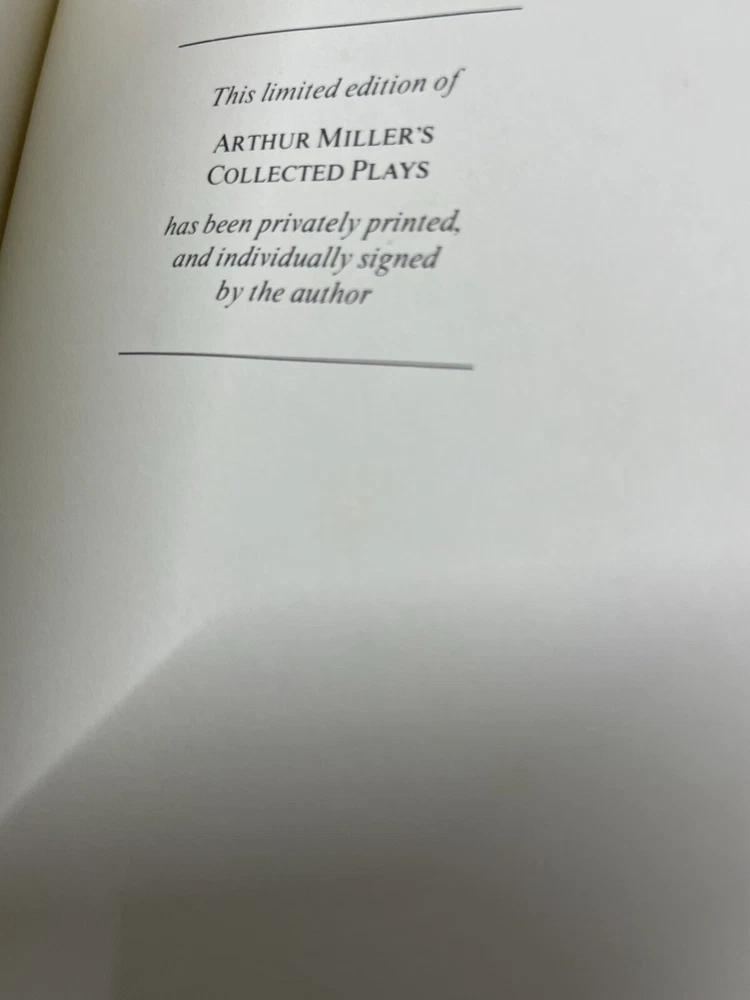 This limited edition of
ARTHUR MILLER'S
COLLECTED PLAYS
has been privately printed,
and individually signed
by the author